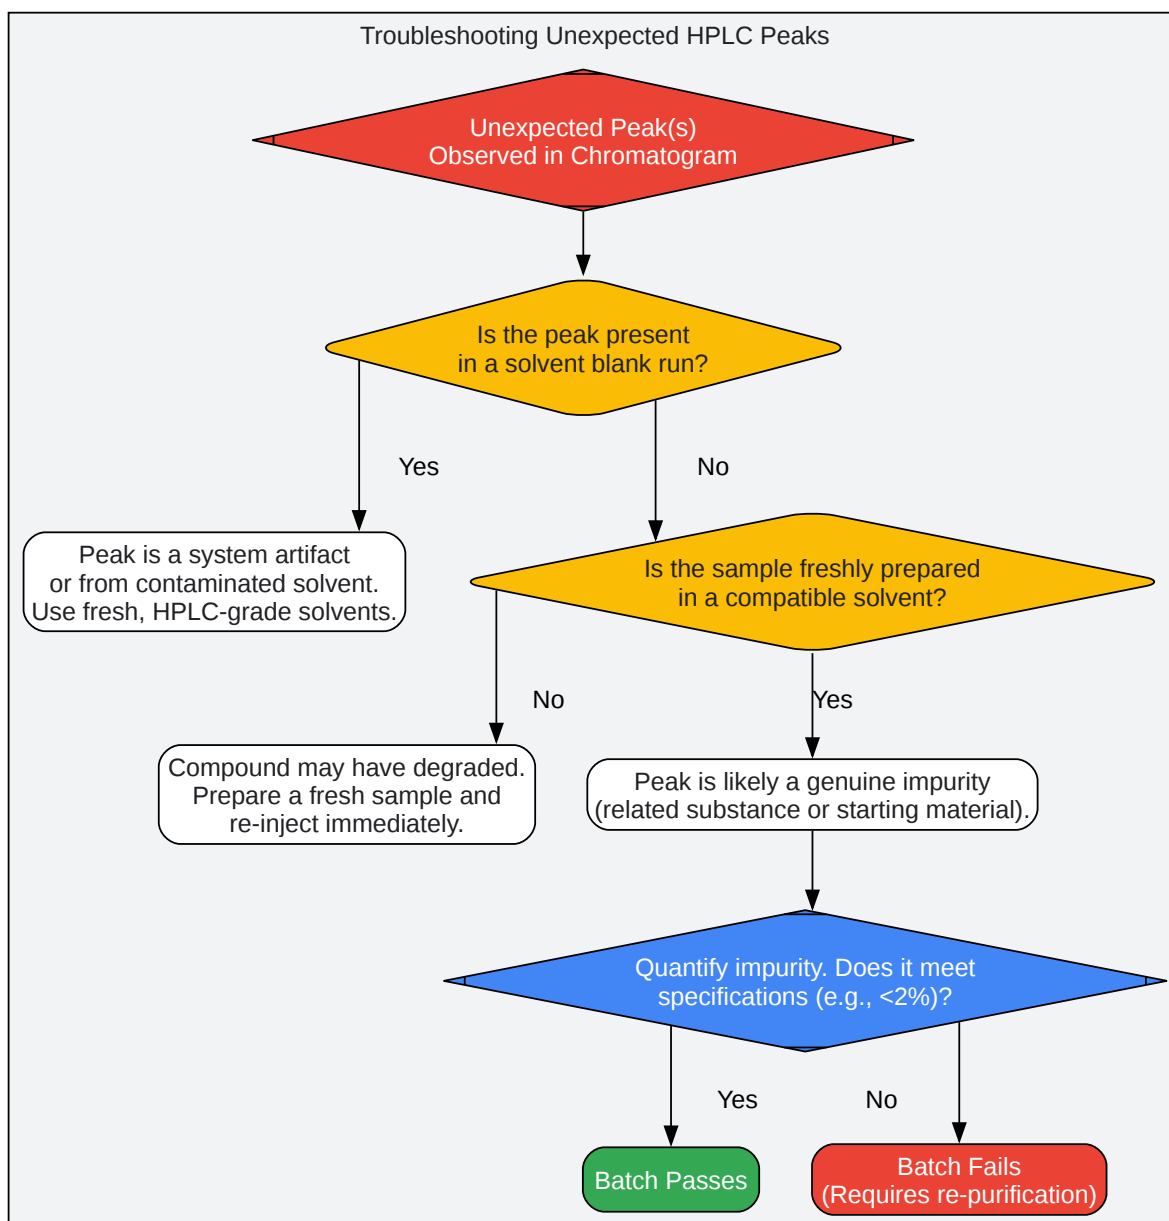 Troubleshooting Unexpected HPLC Peaks
Unexpected Peak(s)
Observed in Chromatogram
Is the peak present
in a solvent blank run?
Yes
No
Peak is a system artifact
or from contaminated solvent.
Use fresh, HPLC-grade solvents.
Is the sample freshly prepared
in a compatible solvent?
No
Yes
Compound may have degraded.
Prepare a fresh sample and
re-inject immediately.
Peak is likely a genuine impurity
(related substance or starting material).
Quantify impurity. Does it meet
specifications (e.g., <2%)?
Yes
No
Batch Passes
Batch Fails
(Requires re-purification)